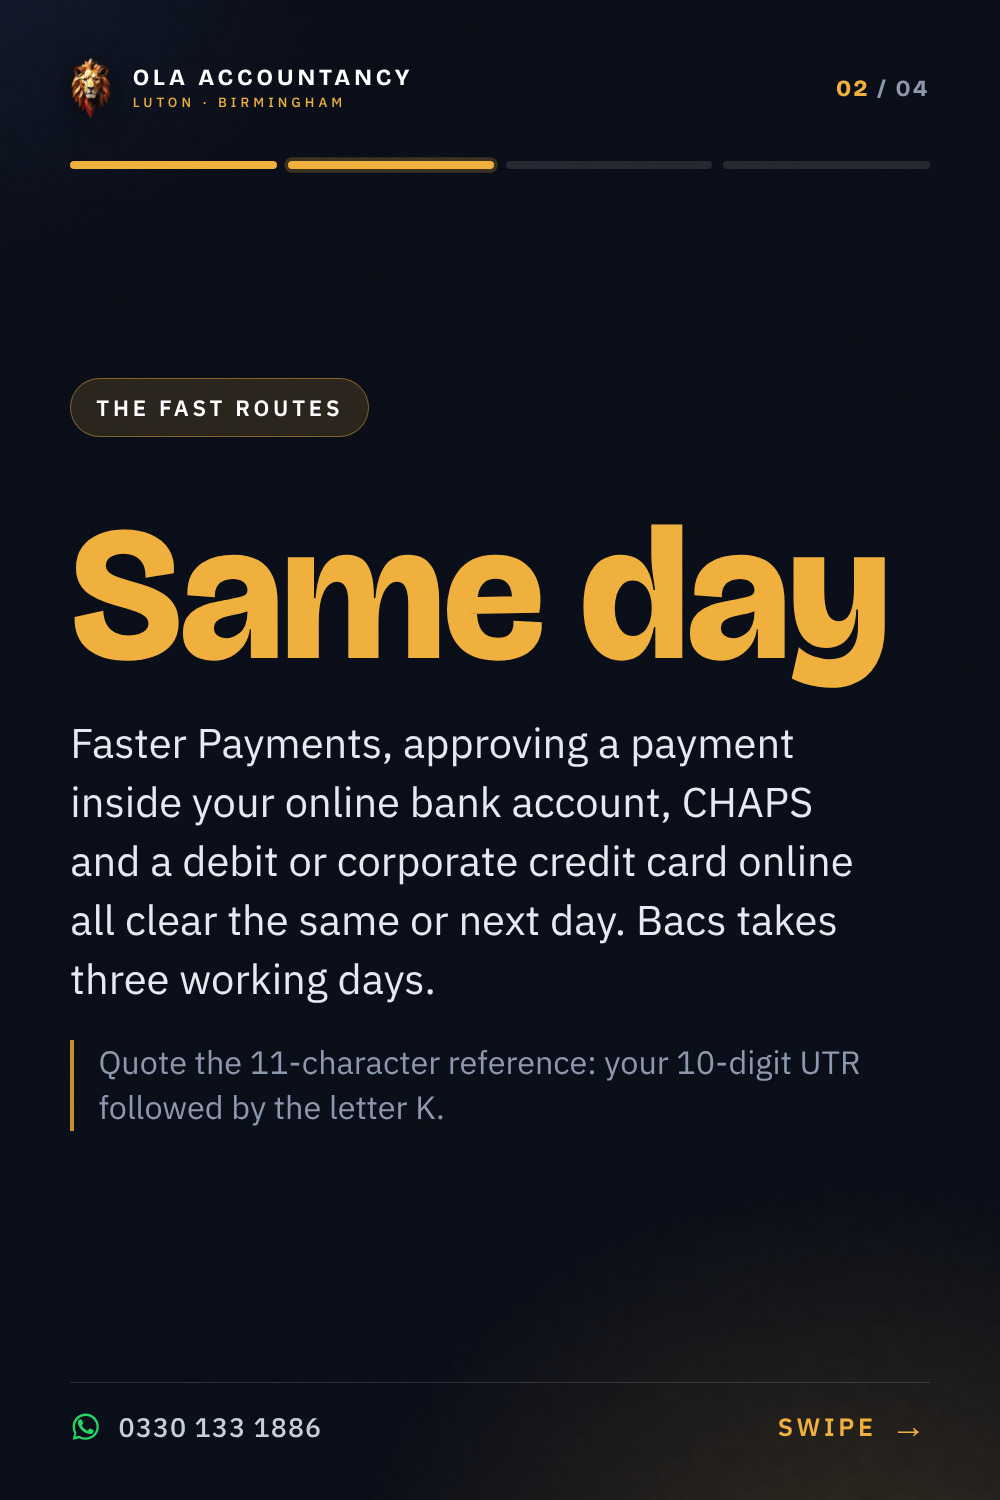 OLA ACCOUNTANCY
LUTON · BIRMINGHAM
02 / 04
THE FAST ROUTES
Same day
Faster Payments, approving a payment
inside your online bank account, CHAPS
and a debit or corporate credit card online
all clear the same or next day. Bacs takes
three working days.
Quote the 11-character reference: your 10-digit UTR
followed by the letter K.
0330 133 1886
SWIPE →